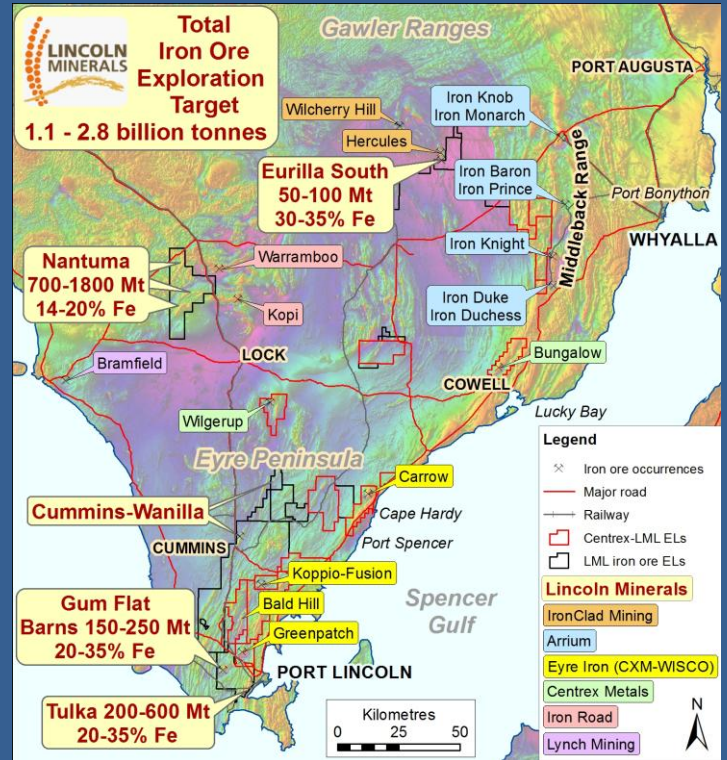 LINCOLN
MINERALS
Total
Iron Ore
Exploration
Target
1.1 - 2.8 billion tonnes
Gawler Ranges
PORT AUGUSTA
Wilcherry Hill
Hercules
Iron Knob
Iron Monarch
Eurilla South
50-100 Mt
30-35% Fe
Iron Baron
Iron Prince
Middleback Range
Port Bonython
WHYALLA
Nantuma
700-1800 Mt
14-20% Fe
Warramboo
Kopi
Iron Knight
Iron Duke
Iron Duchess
Bramfield
LOCK
Bungalow
COWELL
Lucky Bay
Wilgerup
Eyre Peninsula
Carrow
Cape Hardy
Port Spencer
Cummins-Wanilla
CUMMINS
Koppio-Fusion
Bald Hill
Greenpatch
Spencer
Gulf
Gum Flat
Barns 150-250 Mt
20-35% Fe
PORT LINCOLN
Tulka 200-600 Mt
20-35% Fe
Kilometres
0 25 50
Legend
Iron ore occurrences
Major road
Railway
Centrex-LML ELs
LML iron ore ELs
Lincoln Minerals
IronClad Mining
Arrium
Eyre Iron (CXM-WISCO)
Centrex Metals
Iron Road
Lynch Mining
N